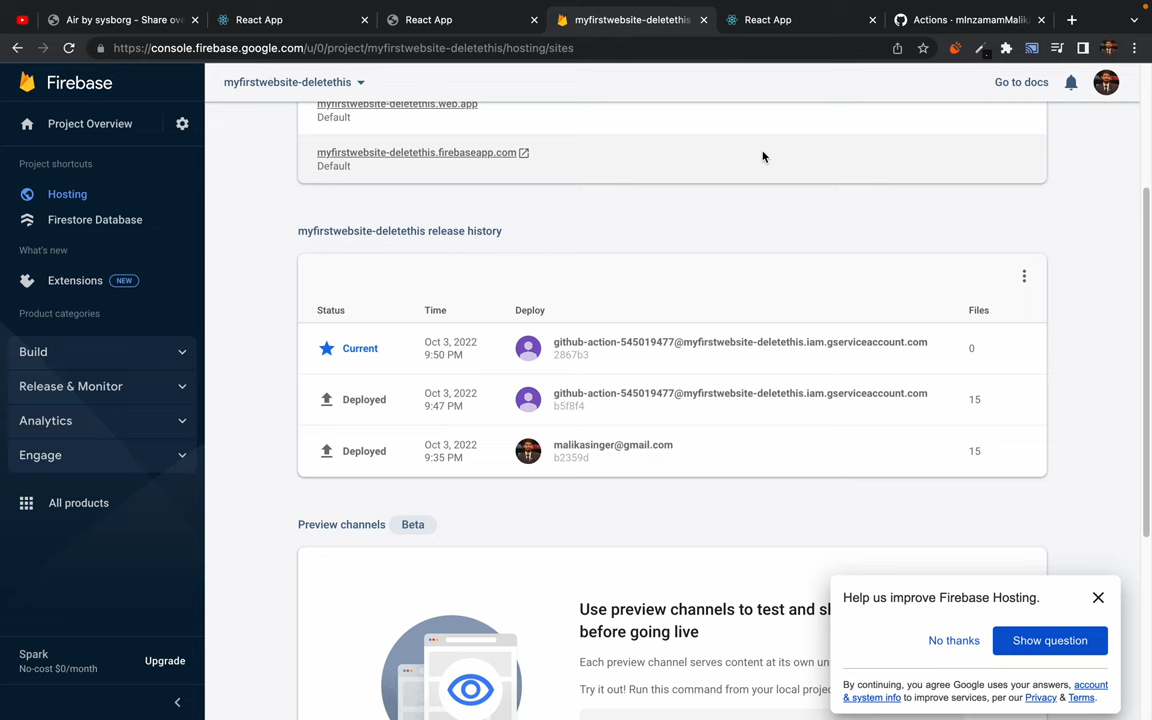 Air by sysborg - Share ov
React App
React App
myfirstwebsite-deletethis
React App
Actions · mInzamamMalik
https://console.firebase.google.com/u/0/project/myfirstwebsite-deletethis/hosting/sites
Firebase
myfirstwebsite-deletethis
Go to docs
Project Overview
Project shortcuts
Hosting
Firestore Database
What's new
Extensions NEW
Product categories
Build
Release & Monitor
Analytics
Engage
All products
Spark
No-cost $0/month
Upgrade
myfirstwebsite-deletethis.web.app
Default
myfirstwebsite-deletethis.firebaseapp.com
Default
myfirstwebsite-deletethis release history
Status Time Deploy Files
Current Oct 3, 2022 9:50 PM github-action-545019477@myfirstwebsite-deletethis.iam.gserviceaccount.com 0
2867b3
Deployed Oct 3, 2022 9:47 PM github-action-545019477@myfirstwebsite-deletethis.iam.gserviceaccount.com 15
b5f8f4
Deployed Oct 3, 2022 9:35 PM malikasinger@gmail.com 15
b2359d
Preview channels Beta
Use preview channels to test and sh
before going live
Each preview channel serves content at its own un
Try it out! Run this command from your local proje
Help us improve Firebase Hosting.
No thanks
Show question
By continuing, you agree Google uses your answers, account
& system info to improve services, per our Privacy & Terms.